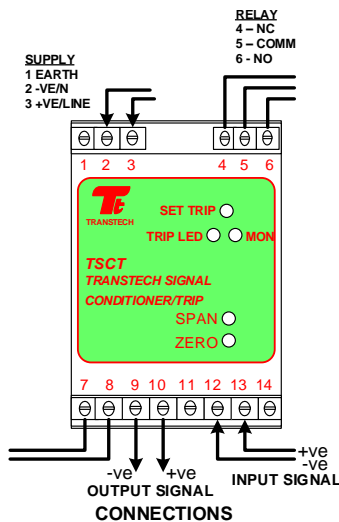 RELAY
4 – NC
5 – COMM
6 - NO
SUPPLY
1 EARTH
2 -VE/N
3 +VE/LINE
1 2 3 4 5 6
Tt
TRANSTECH
SET TRIP
TRIP LED MON
TSCT
TRANSTECH SIGNAL
CONDITIONER/TRIP
SPAN
ZERO
7 8 9 10 11 12 13 14
+ve
-ve
-ve +ve
INPUT SIGNAL
OUTPUT SIGNAL
CONNECTIONS